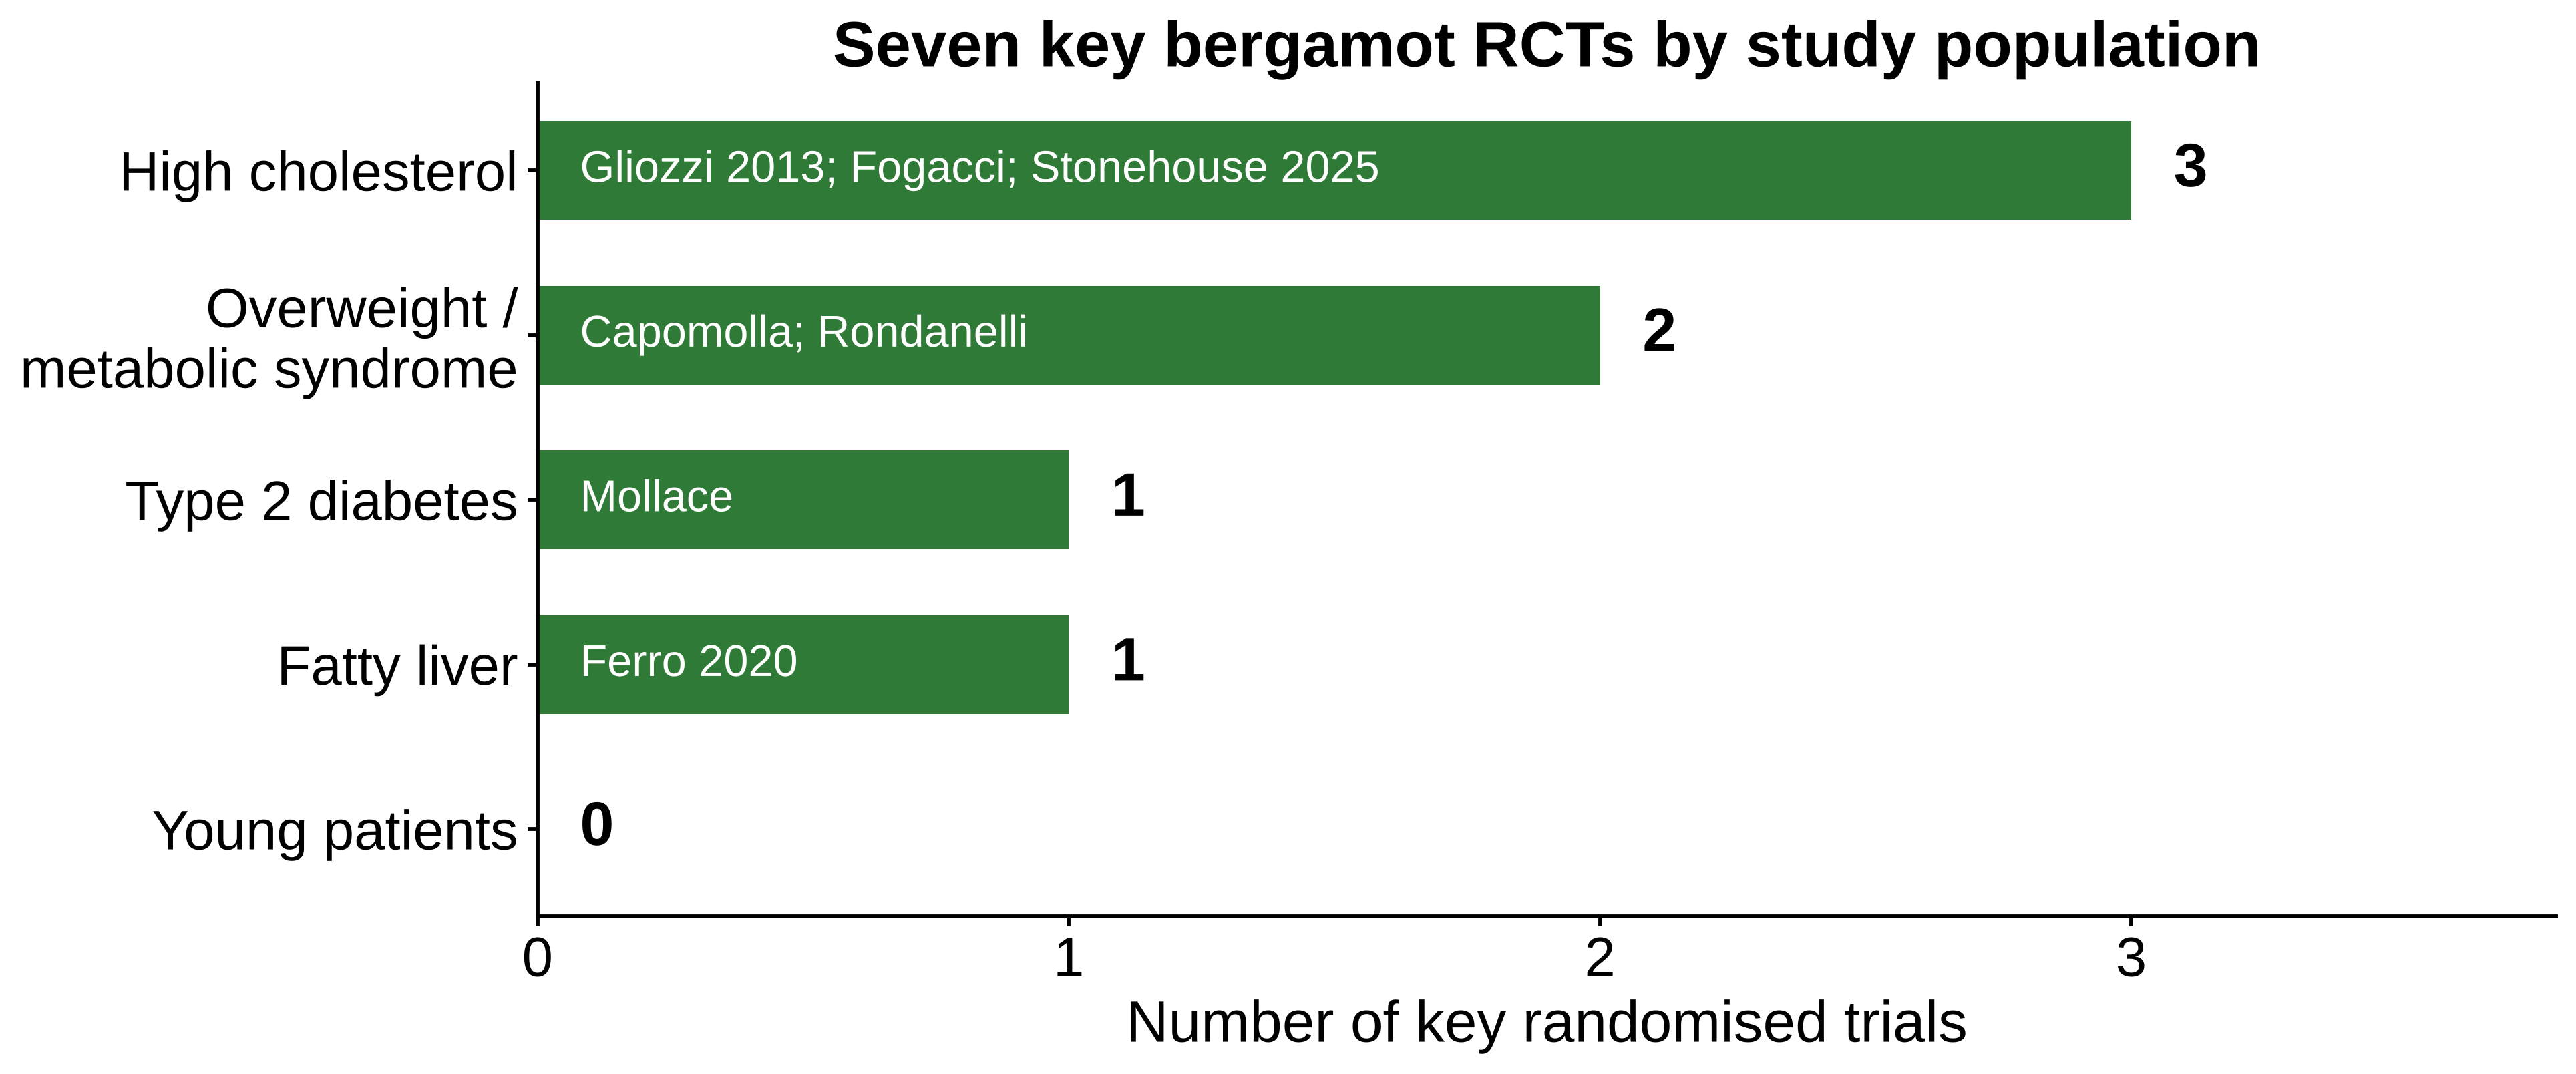 Seven key bergamot RCTs by study population
High cholesterol
Gliozzi 2013; Fogacci; Stonehouse 2025
3
Overweight /
metabolic syndrome
Capomolla; Rondanelli
2
Type 2 diabetes
Mollace
1
Fatty liver
Ferro 2020
1
Young patients
0
0 1 2 3
Number of key randomised trials